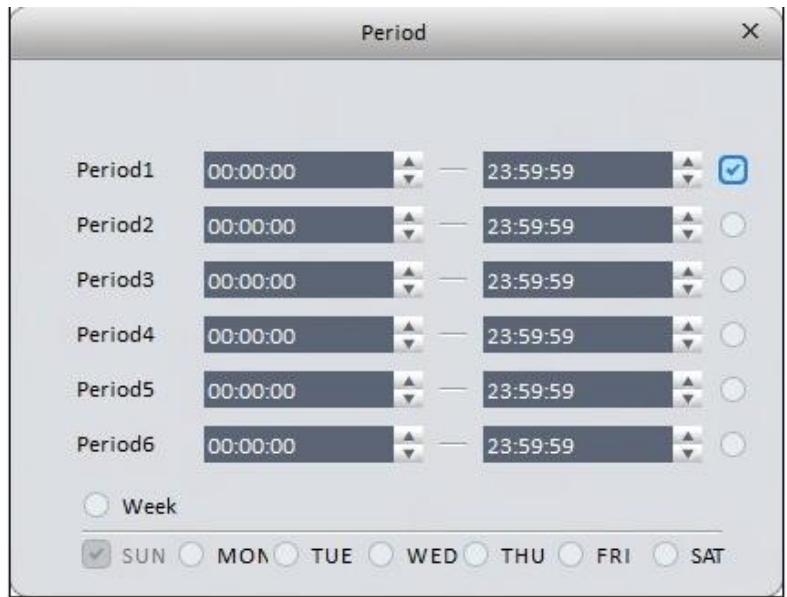 Period
Period1 00:00:00 — 23:59:59
Period2 00:00:00 — 23:59:59
Period3 00:00:00 — 23:59:59
Period4 00:00:00 — 23:59:59
Period5 00:00:00 — 23:59:59
Period6 00:00:00 — 23:59:59
Week
SUN MON TUE WED THU FRI SAT